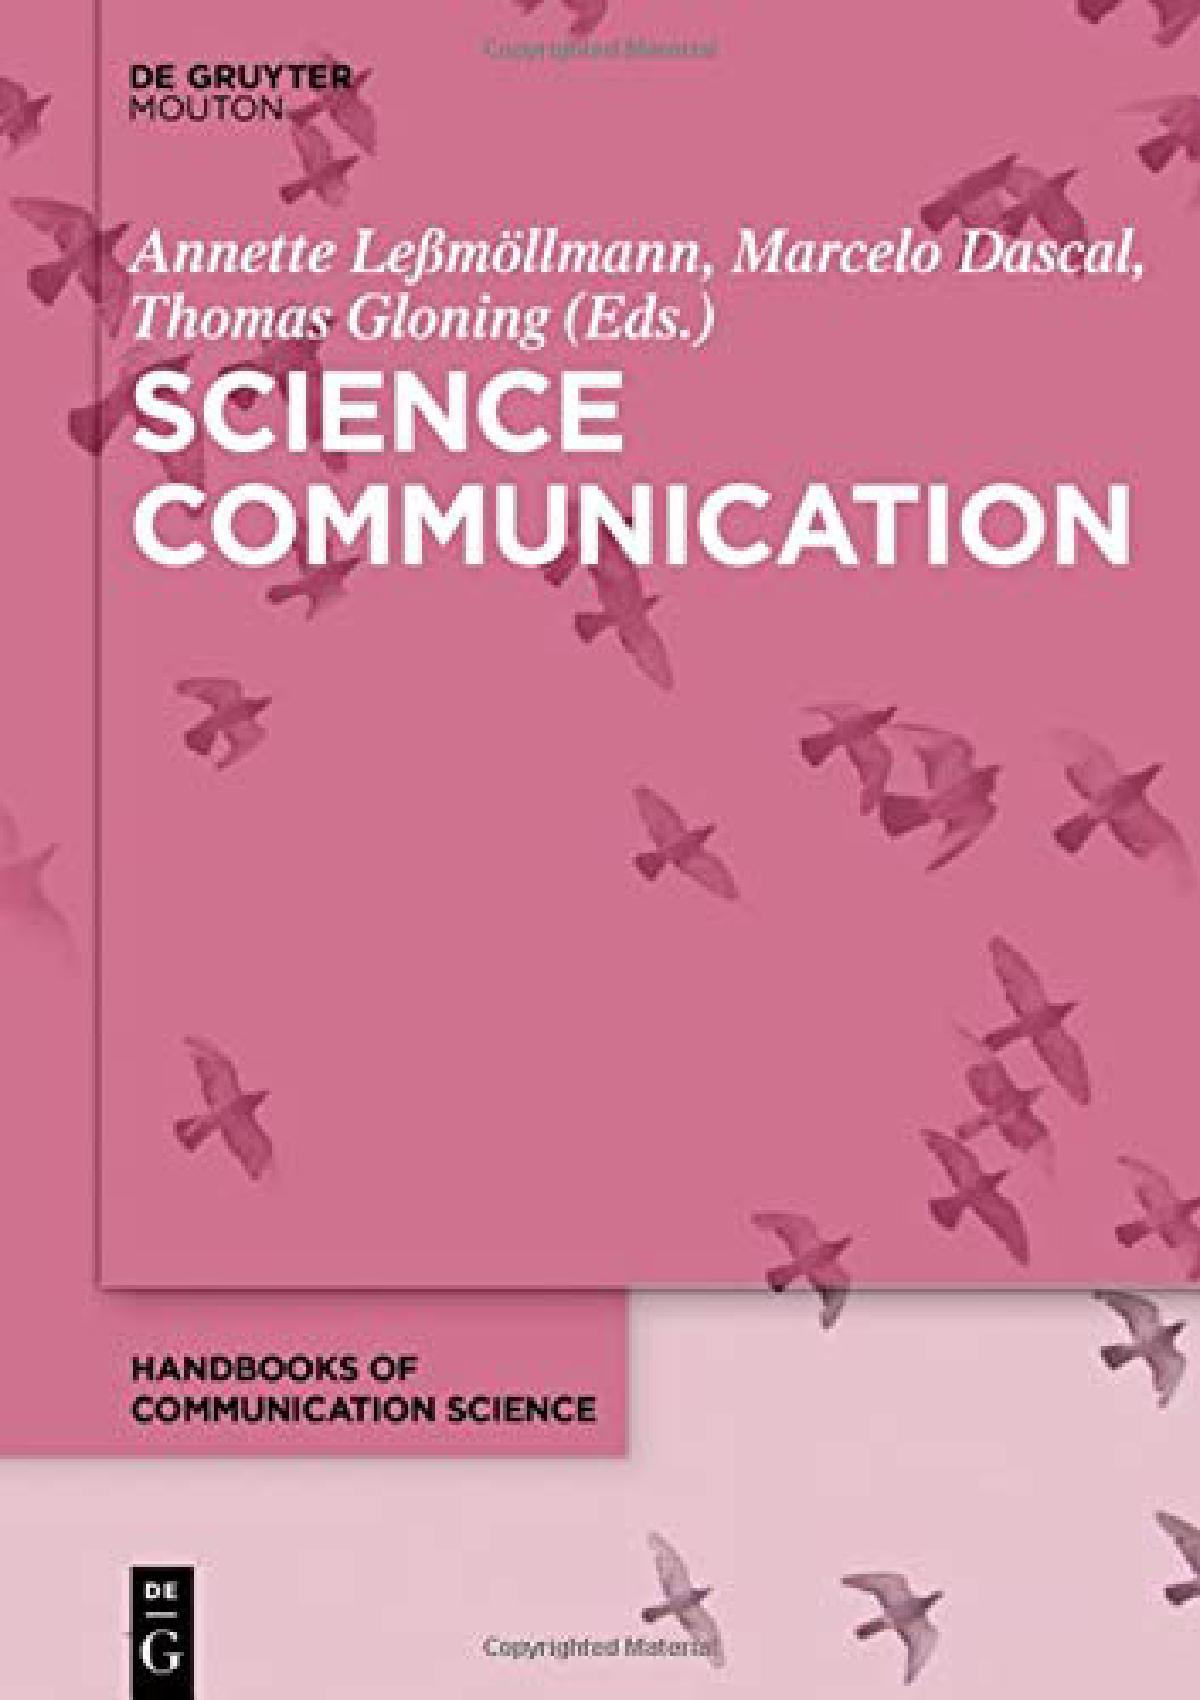 Copyrighted Material
DE GRUYTER
MOUTON
Annette Leßmöllmann, Marcelo Dascal,
Thomas Gloning (Eds.)
SCIENCE
COMMUNICATION
HANDBOOKS OF
COMMUNICATION SCIENCE
DE
G
Copyrighted Material